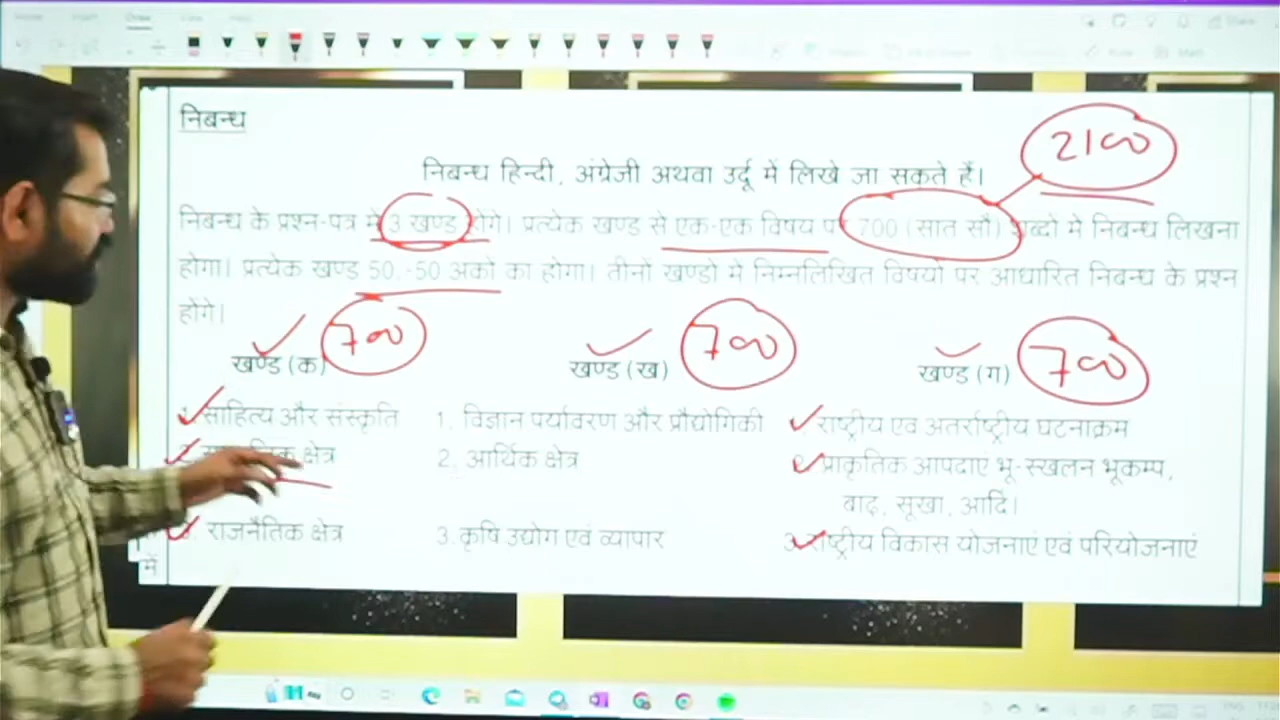 निबन्ध
2100
निबन्ध हिन्दी, अंग्रेजी अथवा उर्दू में लिखे जा सकते हैं।
निबन्ध के प्रश्न-पत्र में 3 खण्ड होंगे। प्रत्येक खण्ड से एक-एक विषय पर 700 (सात सौ) शब्दों में निबन्ध लिखना
होगा। प्रत्येक खण्ड 50.-50 अंको का होगा। तीनों खण्डों में निम्नलिखित विषयों पर आधारित निबन्ध के प्रश्न
होंगे।
खण्ड (क) 700 खण्ड (ख) 700 खण्ड (ग) 700
साहित्य और संस्कृति 1. विज्ञान पर्यावरण और प्रौद्योगिकी राष्ट्रीय एवं अंतर्राष्ट्रीय घटनाक्रम
क्षेत्र 2. आर्थिक क्षेत्र प्राकृतिक आपदाएं भू-स्खलन भूकम्प,
बाढ़, सूखा, आदि।
राजनैतिक क्षेत्र 3. कृषि उद्योग एवं व्यापार 3. राष्ट्रीय विकास योजनाएं एवं परियोजनाएं
में